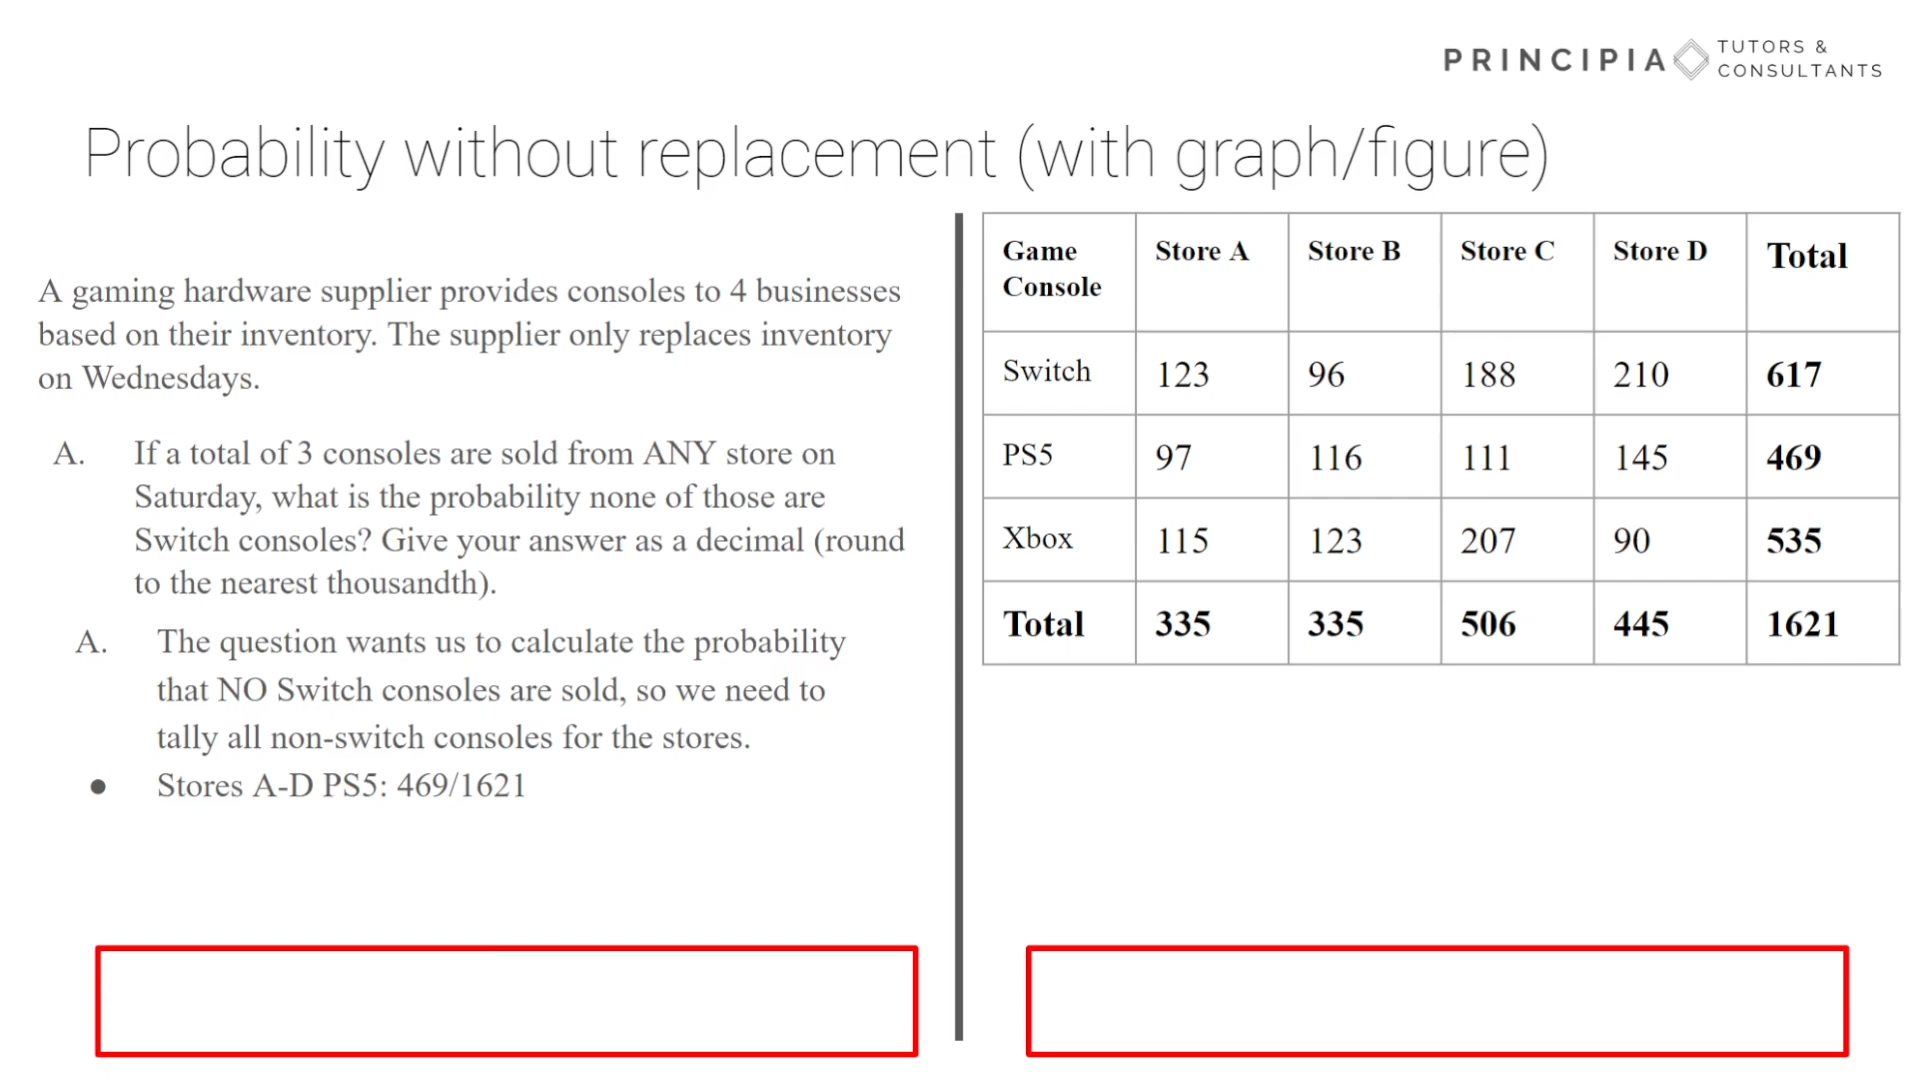 PRINCIPIA TUTORS &
CONSULTANTS
Probability without replacement (with graph/figure)
A gaming hardware supplier provides consoles to 4 businesses
based on their inventory. The supplier only replaces inventory
on Wednesdays.
A. If a total of 3 consoles are sold from ANY store on
Saturday, what is the probability none of those are
Switch consoles? Give your answer as a decimal (round
to the nearest thousandth).
A. The question wants us to calculate the probability
that NO Switch consoles are sold, so we need to
tally all non-switch consoles for the stores.
● Stores A-D PS5: 469/1621
Game Console Store A Store B Store C Store D Total
Switch 123 96 188 210 617
PS5 97 116 111 145 469
Xbox 115 123 207 90 535
Total 335 335 506 445 1621